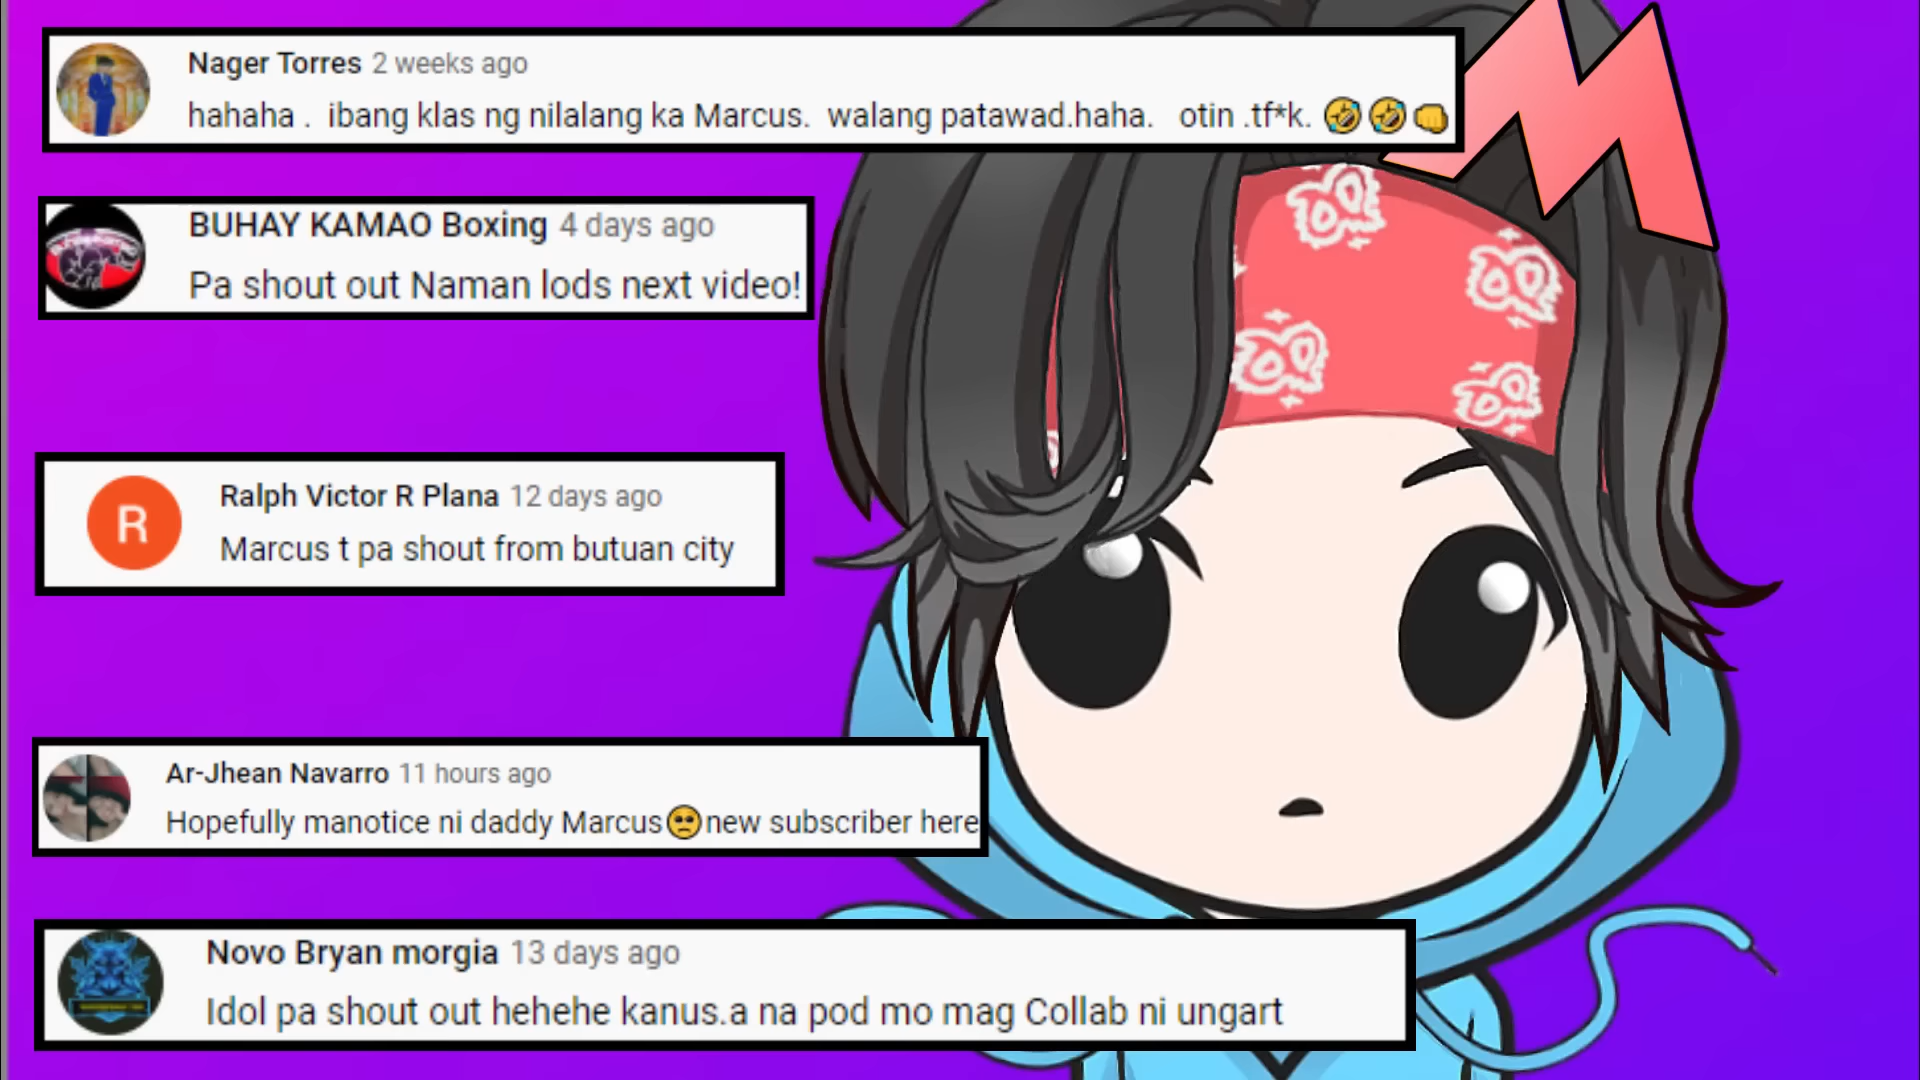 Nager Torres 2 weeks ago
hahaha . ibang klas ng nilalang ka Marcus. walang patawad.haha. otin .tf*k. 🤣🤣👊
BUHAY KAMAO Boxing 4 days ago
Pa shout out Naman lods next video!
R
Ralph Victor R Plana 12 days ago
Marcus t pa shout from butuan city
Ar-Jhean Navarro 11 hours ago
Hopefully manotice ni daddy Marcus🥺new subscriber here
Novo Bryan morgia 13 days ago
Idol pa shout out hehehe kanus.a na pod mo mag Collab ni ungart
M